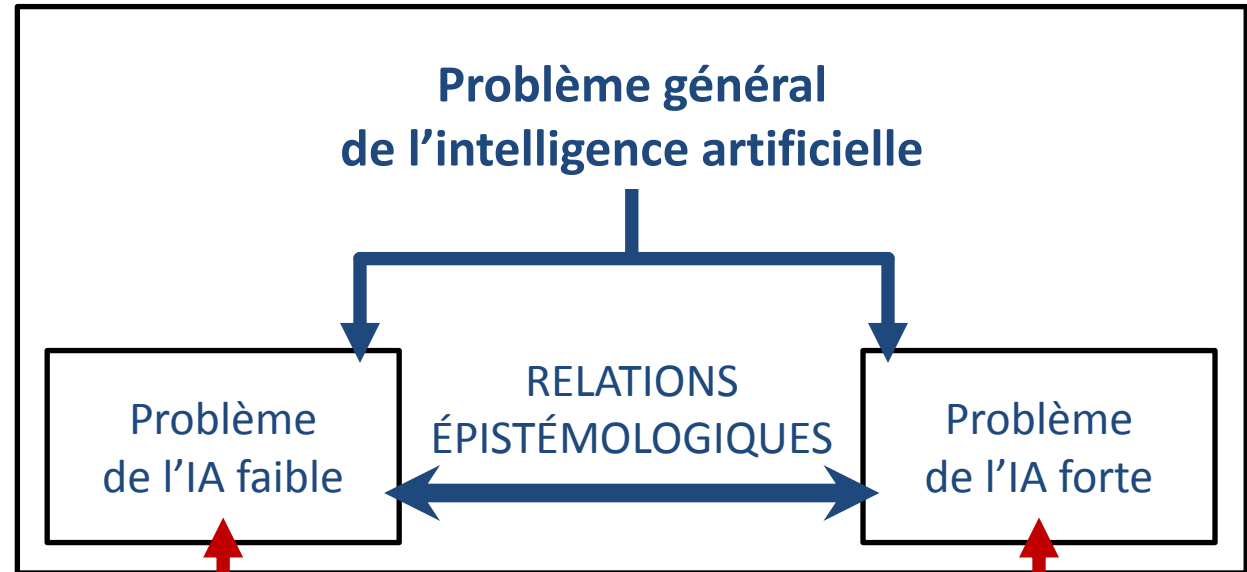 Problème général
de l’intelligence artificielle
RELATIONS
ÉPISTÉMOLOGIQUES
Problème
de l’IA faible
Problème
de l’IA forte